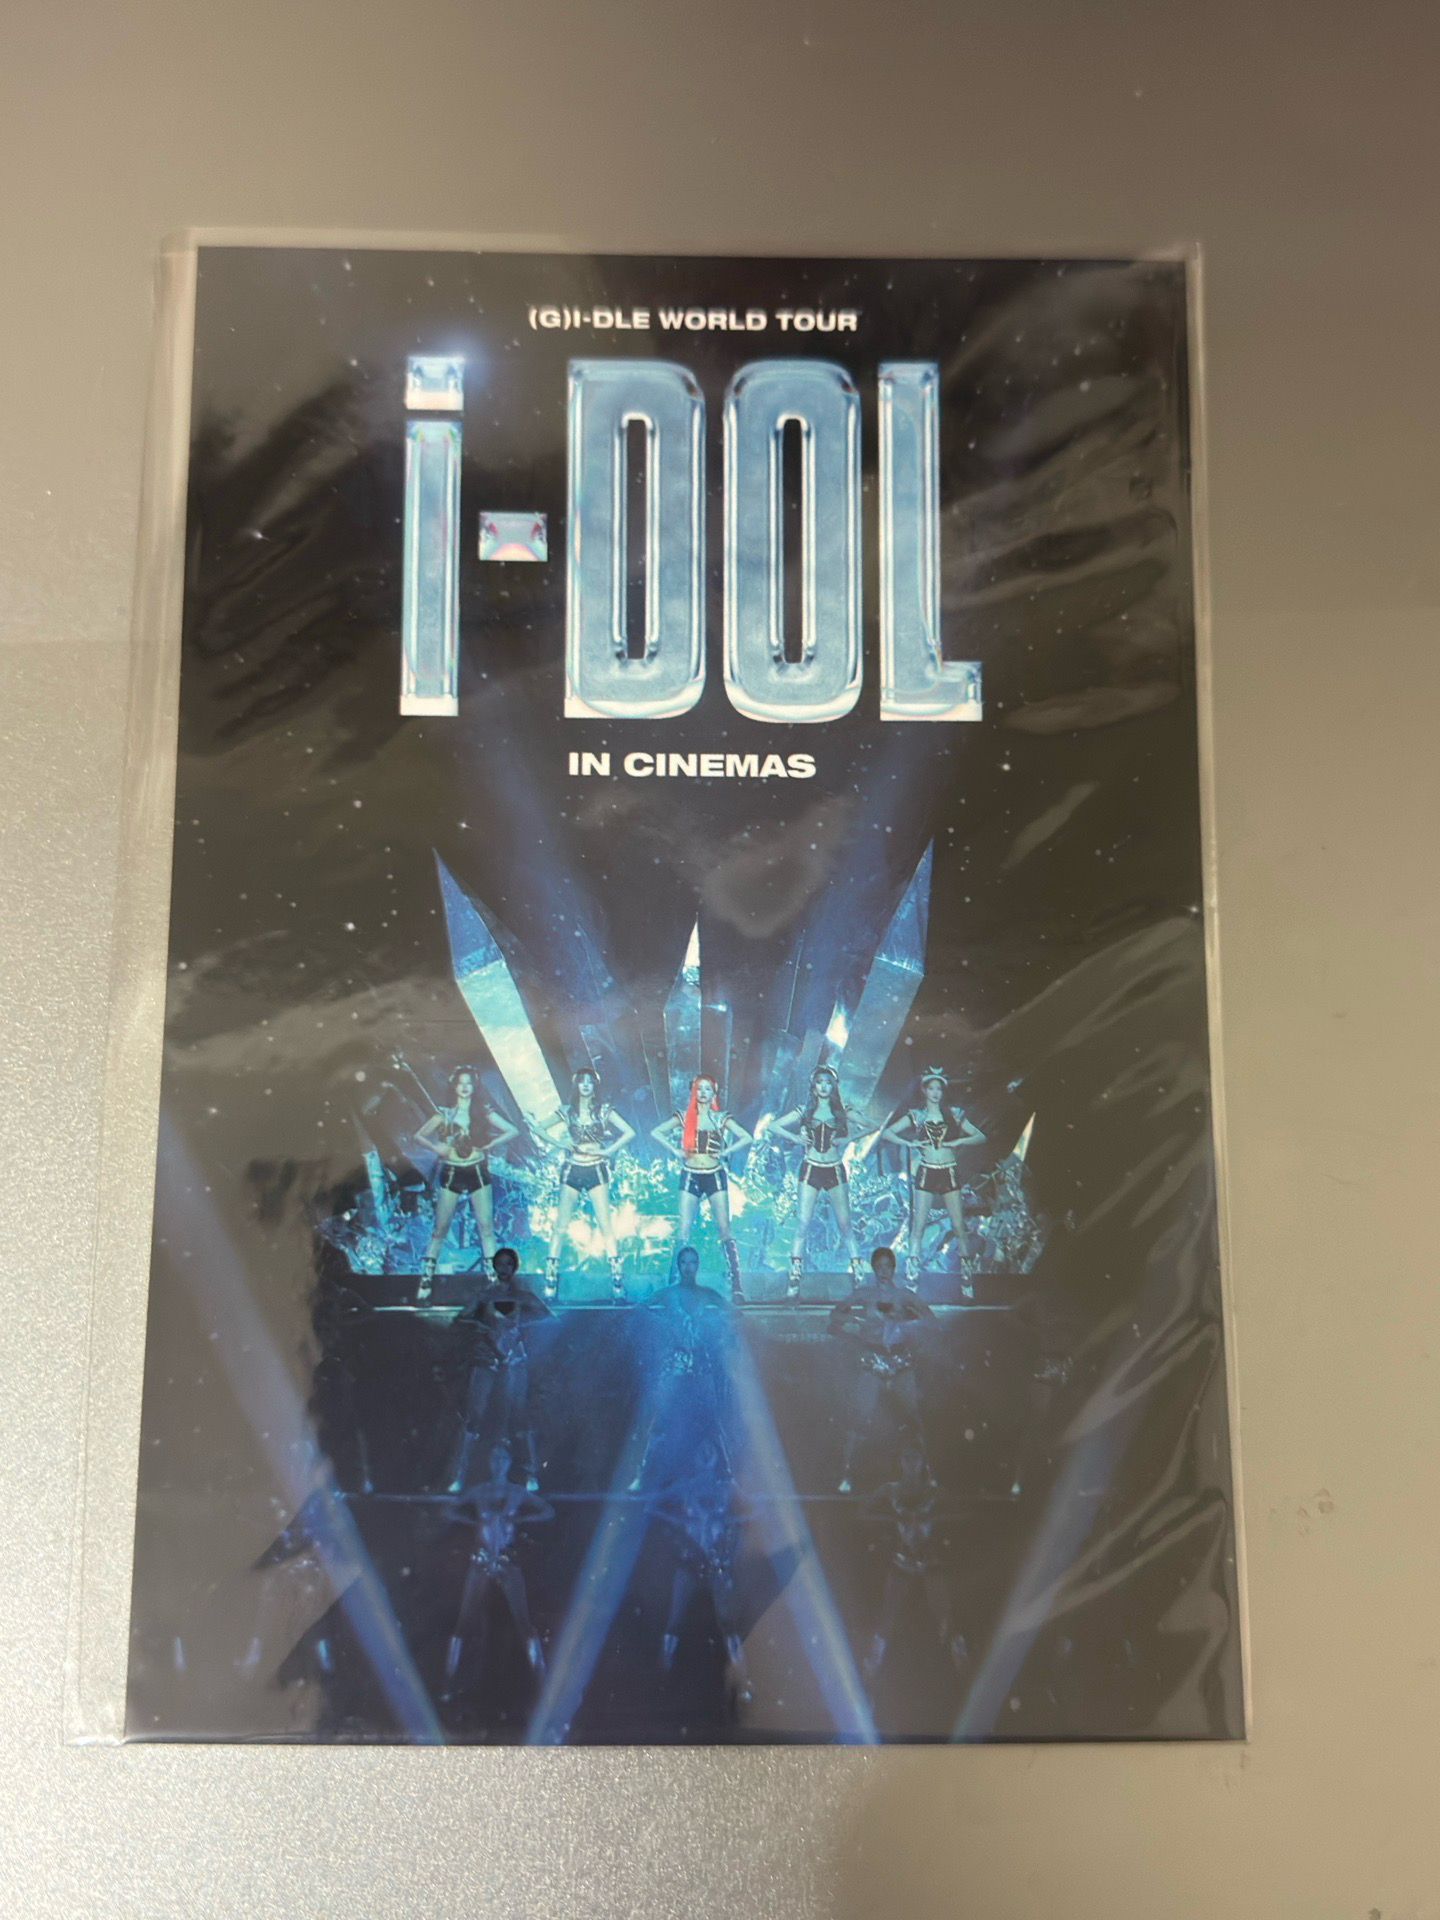 (G)I-DLE WORLD TOUR
i-DOL
IN CINEMAS